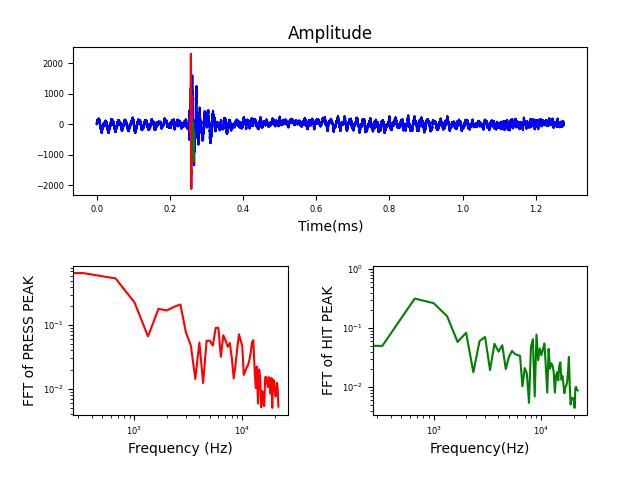 Amplitude
2000
1000
0
−1000
−2000
0.0 0.2 0.4 0.6 0.8 1.0 1.2
Time(ms)
FFT of PRESS PEAK
10⁻¹
10⁻²
10³ 10⁴
Frequency (Hz)
FFT of HIT PEAK
10⁰
10⁻¹
10⁻²
10³ 10⁴
Frequency(Hz)